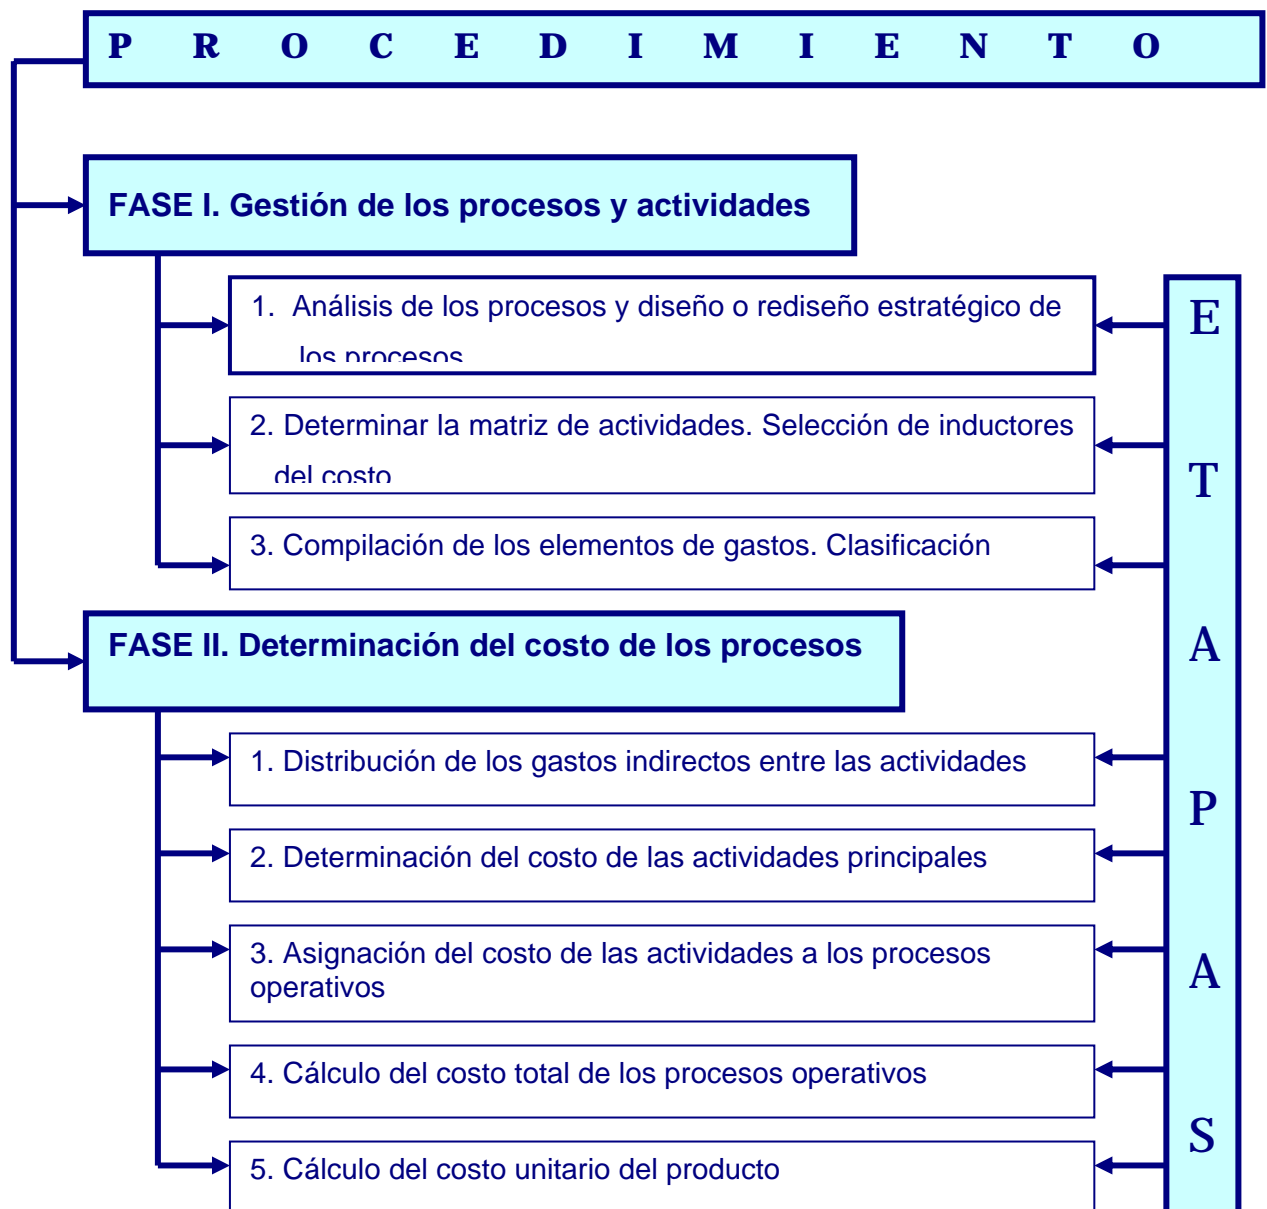 P R O C E D I M I E N T O
FASE I. Gestión de los procesos y actividades
1. Análisis de los procesos y diseño o rediseño estratégico de
los procesos
2. Determinar la matriz de actividades. Selección de inductores
del costo
3. Compilación de los elementos de gastos. Clasificación
FASE II. Determinación del costo de los procesos
1. Distribución de los gastos indirectos entre las actividades
2. Determinación del costo de las actividades principales
3. Asignación del costo de las actividades a los procesos
operativos
4. Cálculo del costo total de los procesos operativos
5. Cálculo del costo unitario del producto
E
T
A
P
A
S